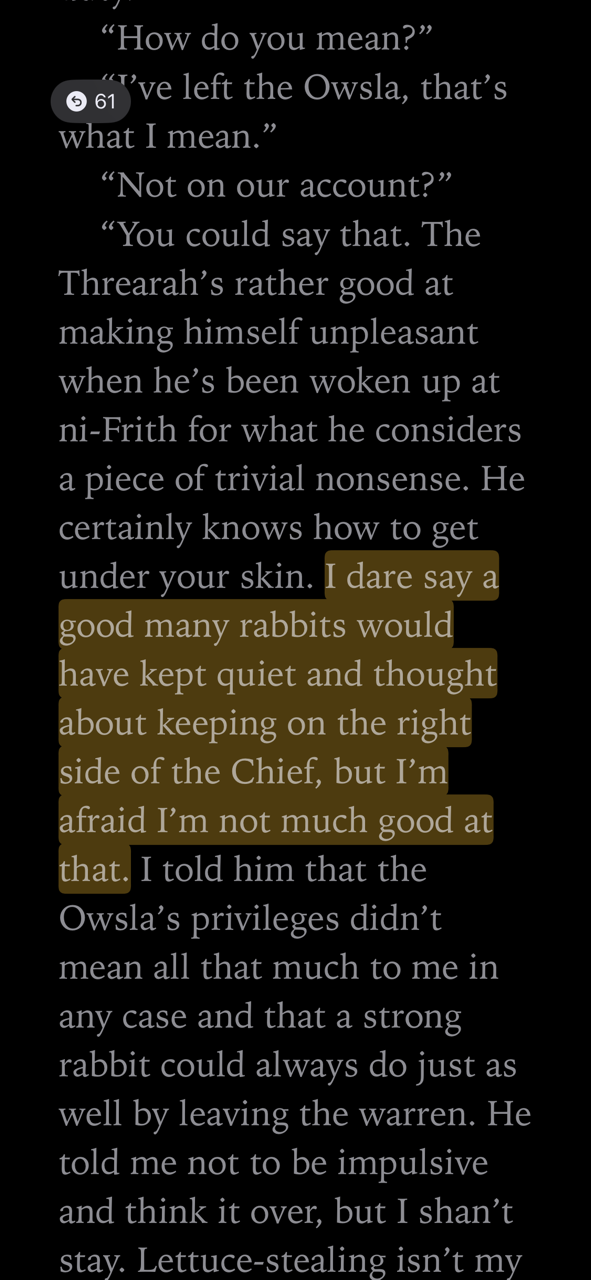 “How do you mean?”
“I’ve left the Owsla, that’s
61
what I mean.”
“Not on our account?”
“You could say that. The
Threarah’s rather good at
making himself unpleasant
when he’s been woken up at
ni-Frith for what he considers
a piece of trivial nonsense. He
certainly knows how to get
under your skin. I dare say a
good many rabbits would
have kept quiet and thought
about keeping on the right
side of the Chief, but I’m
afraid I’m not much good at
that. I told him that the
Owsla’s privileges didn’t
mean all that much to me in
any case and that a strong
rabbit could always do just as
well by leaving the warren. He
told me not to be impulsive
and think it over, but I shan’t
stay. Lettuce-stealing isn’t my